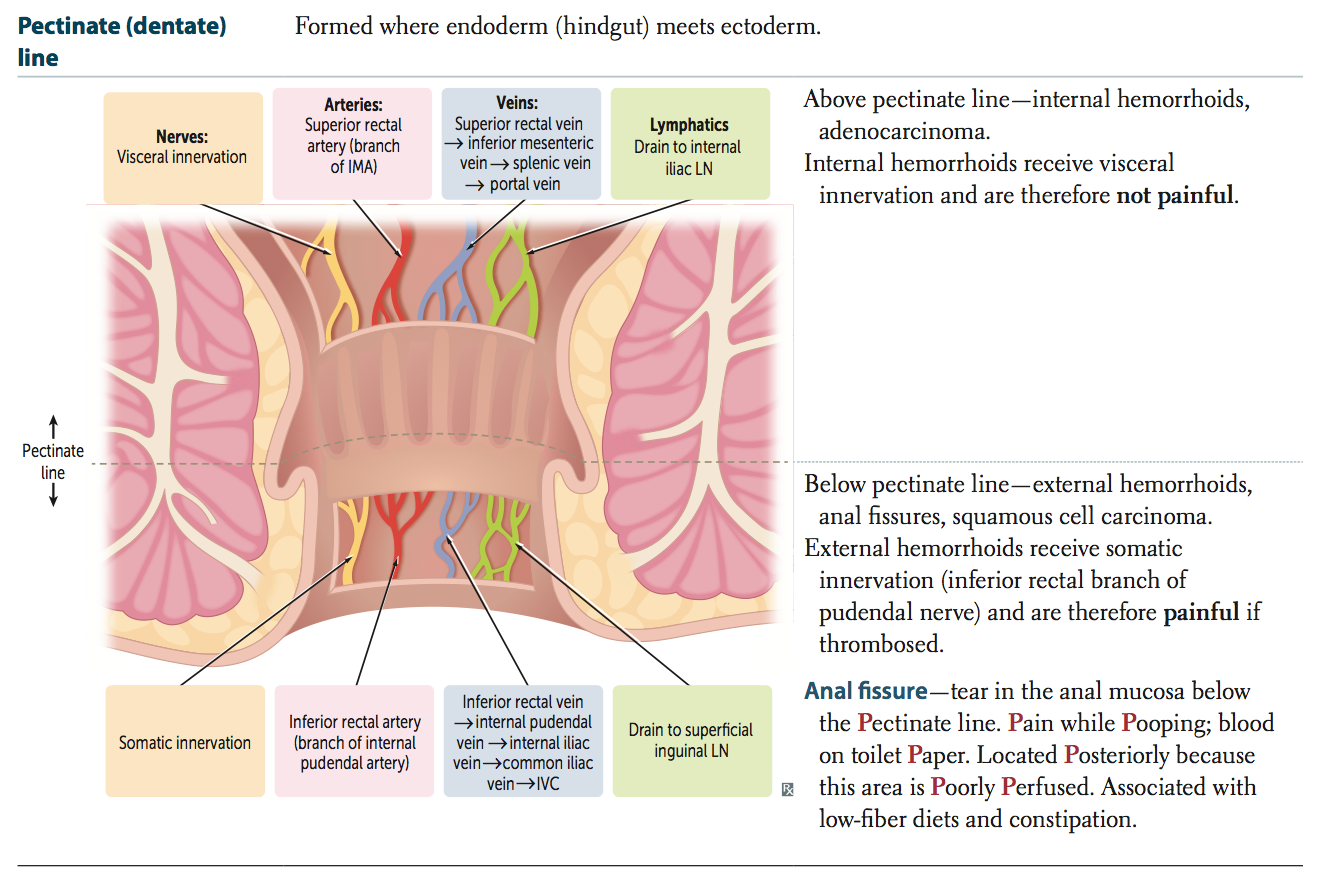 Pectinate (dentate)
line
Formed where endoderm (hindgut) meets ectoderm.
Nerves:
Visceral innervation
Arteries:
Superior rectal
artery (branch
of IMA)
Veins:
Superior rectal vein
→ inferior mesenteric
vein → splenic vein
→ portal vein
Lymphatics
Drain to internal
iliac LN
Above pectinate line—internal hemorrhoids,
adenocarcinoma.
Internal hemorrhoids receive visceral
innervation and are therefore not painful.
Pectinate
line
Below pectinate line—external hemorrhoids,
anal fissures, squamous cell carcinoma.
External hemorrhoids receive somatic
innervation (inferior rectal branch of
pudendal nerve) and are therefore painful if
thrombosed.
Somatic innervation
Inferior rectal artery
(branch of internal
pudendal artery)
Inferior rectal vein
→internal pudendal
vein →internal iliac
vein→common iliac
vein→IVC
Drain to superficial
inguinal LN
℞
Anal fissure—tear in the anal mucosa below
the Pectinate line. Pain while Pooping; blood
on toilet Paper. Located Posteriorly because
this area is Poorly Perfused. Associated with
low-fiber diets and constipation.